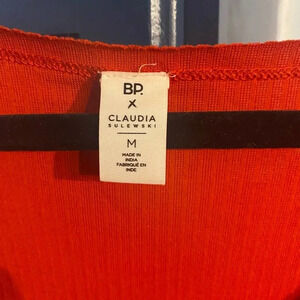 BP.
X
CLAUDIA
SULEWSKI
M
MADE IN
INDIA
FABRIQUÉ EN
INDE